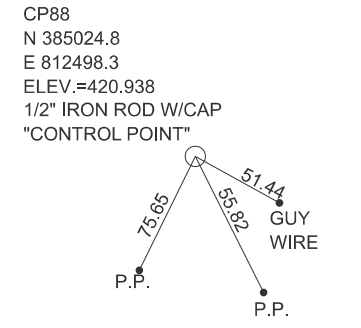 CP88
N 385024.8
E 812498.3
ELEV.=420.938
1/2" IRON ROD W/CAP
"CONTROL POINT"
51.44
75.65
55.82
GUY
WIRE
P.P.
P.P.